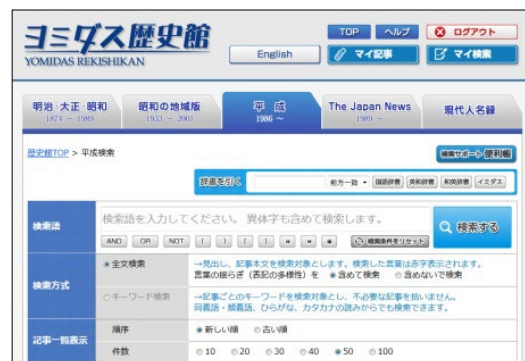 ヨミダス歴史館
YOMIDAS REKISHIKAN
English
TOP
ヘルプ
ログアウト
マイ記事
マイ検索
明治・大正・昭和
1874 ~ 1989
昭和の地域版
1933 ~ 2001
平成
1986 ~
The Japan News
1989 ~
現代人名録
歴史館TOP > 平成検索
検索サポート 便利帳
辞書を引く
前方一致
国語辞書
英和辞書
和英辞書
イミダス
検索語
検索語を入力してください。 異体字も含めて検索します。
検索する
AND OR NOT ( ) { } [ ]
検索条件をリセット
検索方式
全文検索
→見出し、記事本文を検索対象とします。検索した言葉は赤字表示されます。
言葉の揺らぎ(表記の多様性)を 含めて検索 含めないで検索
キーワード検索
→記事ごとのキーワードを検索対象とし、不必要な記事を拾いません。
同義語・類義語、ひらがな、カタカナの読みからでも検索できます。
記事一覧表示
順序
新しい順 古い順
件数
10 20 30 40 50 100